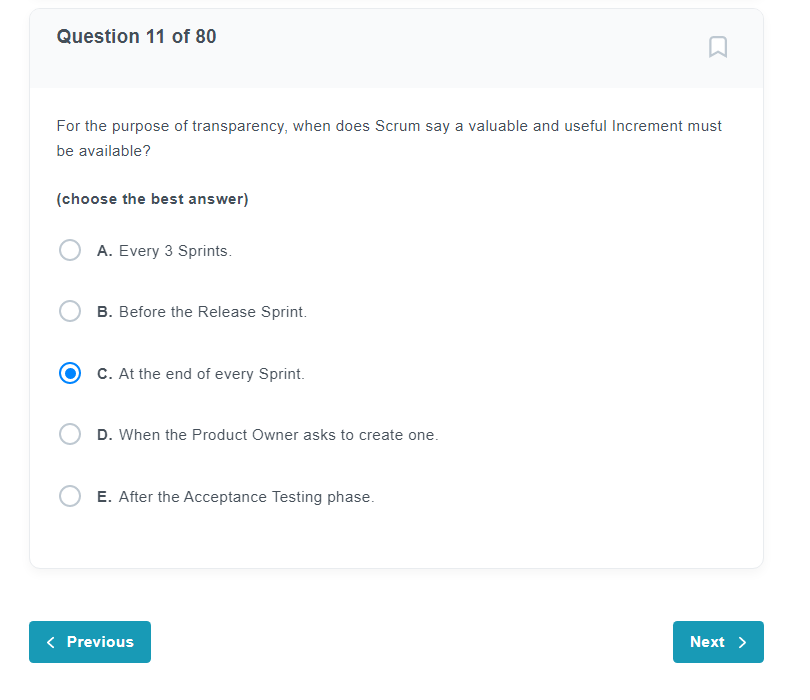 Question 11 of 80
For the purpose of transparency, when does Scrum say a valuable and useful Increment must
be available?
(choose the best answer)
A. Every 3 Sprints.
B. Before the Release Sprint.
C. At the end of every Sprint.
D. When the Product Owner asks to create one.
E. After the Acceptance Testing phase.
Previous
Next